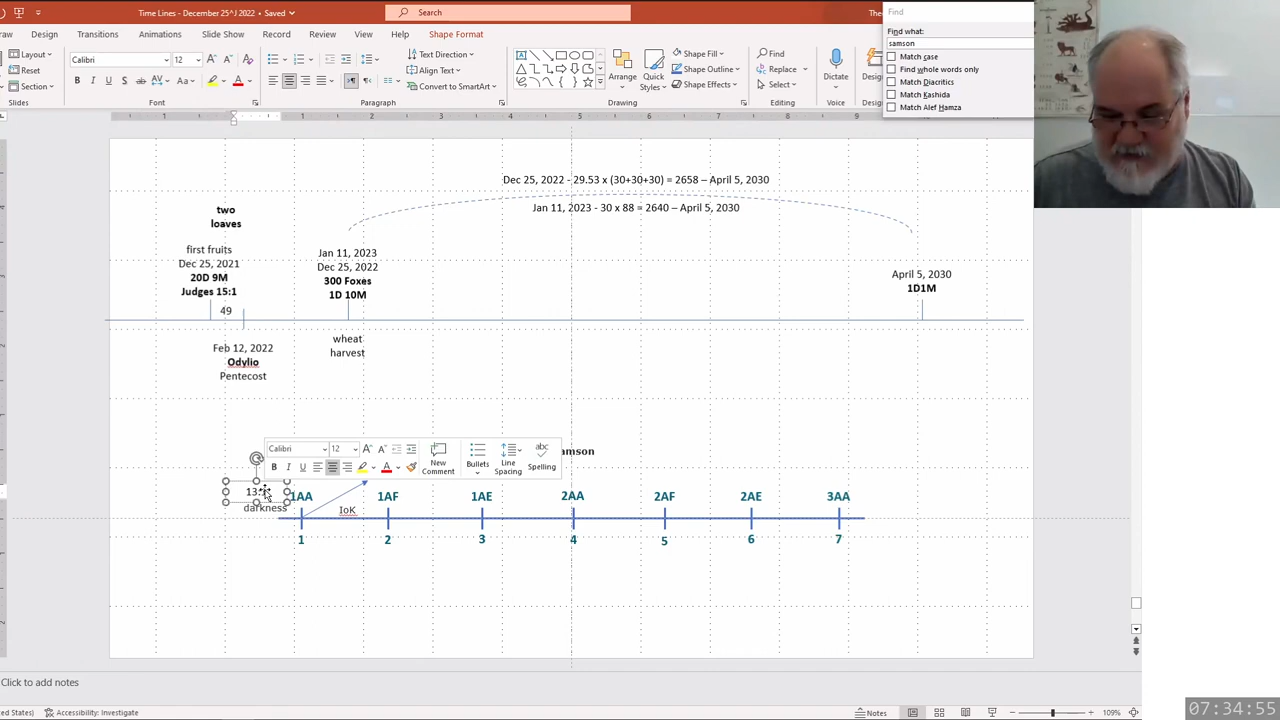 Time Lines - December 25^J 2022 • Saved
Search
Find
Transitions
Animations
Slide Show
Record
Review
View
Help
Shape Format
Find what:
samson
Match case
Find whole words only
Match Diacritics
Match Kashida
Match Alef Hamza
Layout
Reset
Section
Calibri
12
Text Direction
Align Text
Convert to SmartArt
Arrange
Quick
Styles
Shape Fill
Shape Outline
Shape Effects
Find
Replace
Select
Dictate
Slides
Font
Paragraph
Drawing
Editing
Voice
Dec 25, 2022 - 29.53 x (30+30+30) = 2658 – April 5, 2030
Jan 11, 2023 - 30 x 88 = 2640 – April 5, 2030
two
loaves
first fruits
Dec 25, 2021
20D 9M
Judges 15:1
49
Jan 11, 2023
Dec 25, 2022
300 Foxes
1D 10M
April 5, 2030
1D1M
wheat
harvest
Feb 12, 2022
Odylio
Pentecost
Calibri
12
New
Comment
Bullets
Line
Spacing
Spelling
darkness
IoK
1AA 1AF 1AE 2AA 2AF 2AE 3AA
1 2 3 4 5 6 7
Click to add notes
Accessibility: Investigate
Notes
109%
07:34:55